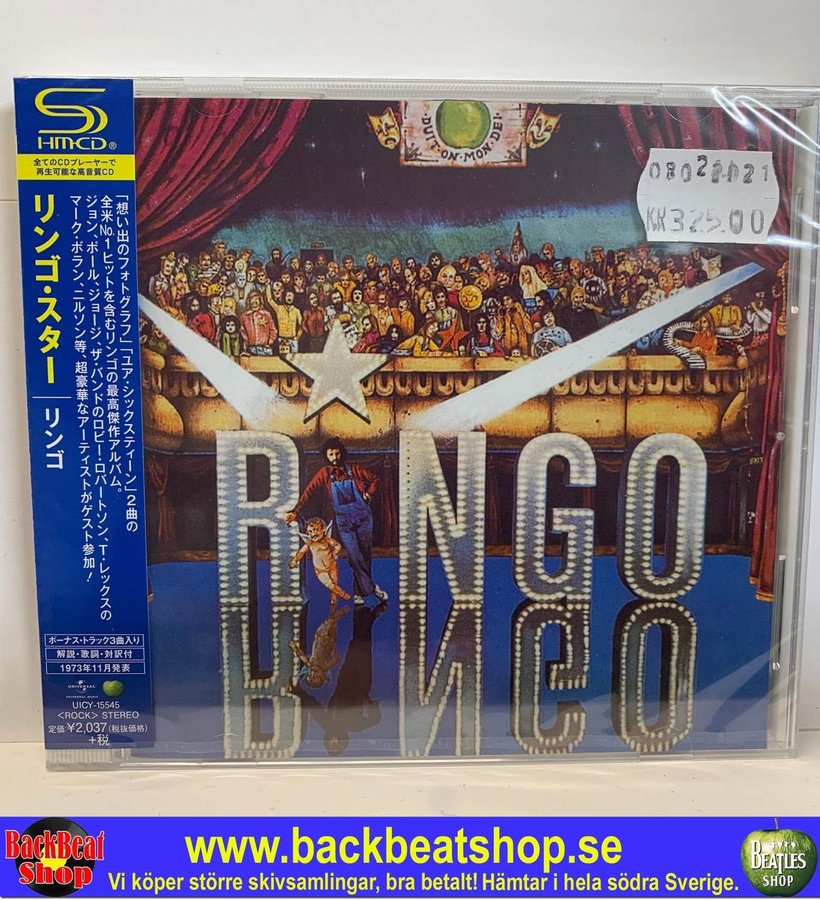 SHM-CD®
全てのCDプレーヤーで
再生可能な高音質CD
リンゴ・スター｜リンゴ
「想い出のフォトグラフ」「ユア・シックスティーン」2曲の
全米No.1ヒットを含むリンゴの最高傑作アルバム。
ジョン、ポール、ジョージ、ザ・バンドのロビー・ロバートソン、T・レックスの
マーク・ボラン、ニルソン等、超豪華なアーティストがゲスト参加！
ボーナス・トラック3曲入り
解説・歌詞・対訳付
1973年11月発表
UNIVERSAL
UNIVERSAL MUSIC
UICY-15545
〈ROCK〉 STEREO
定価:¥2,037(税抜価格)
+税
DUIT·ON·MON·DEI
KR 325.00
RINGO
BackBeat
Shop
www.backbeatshop.se
Vi köper större skivsamlingar, bra betalt! Hämtar i hela södra Sverige.
BEATLES
SHOP